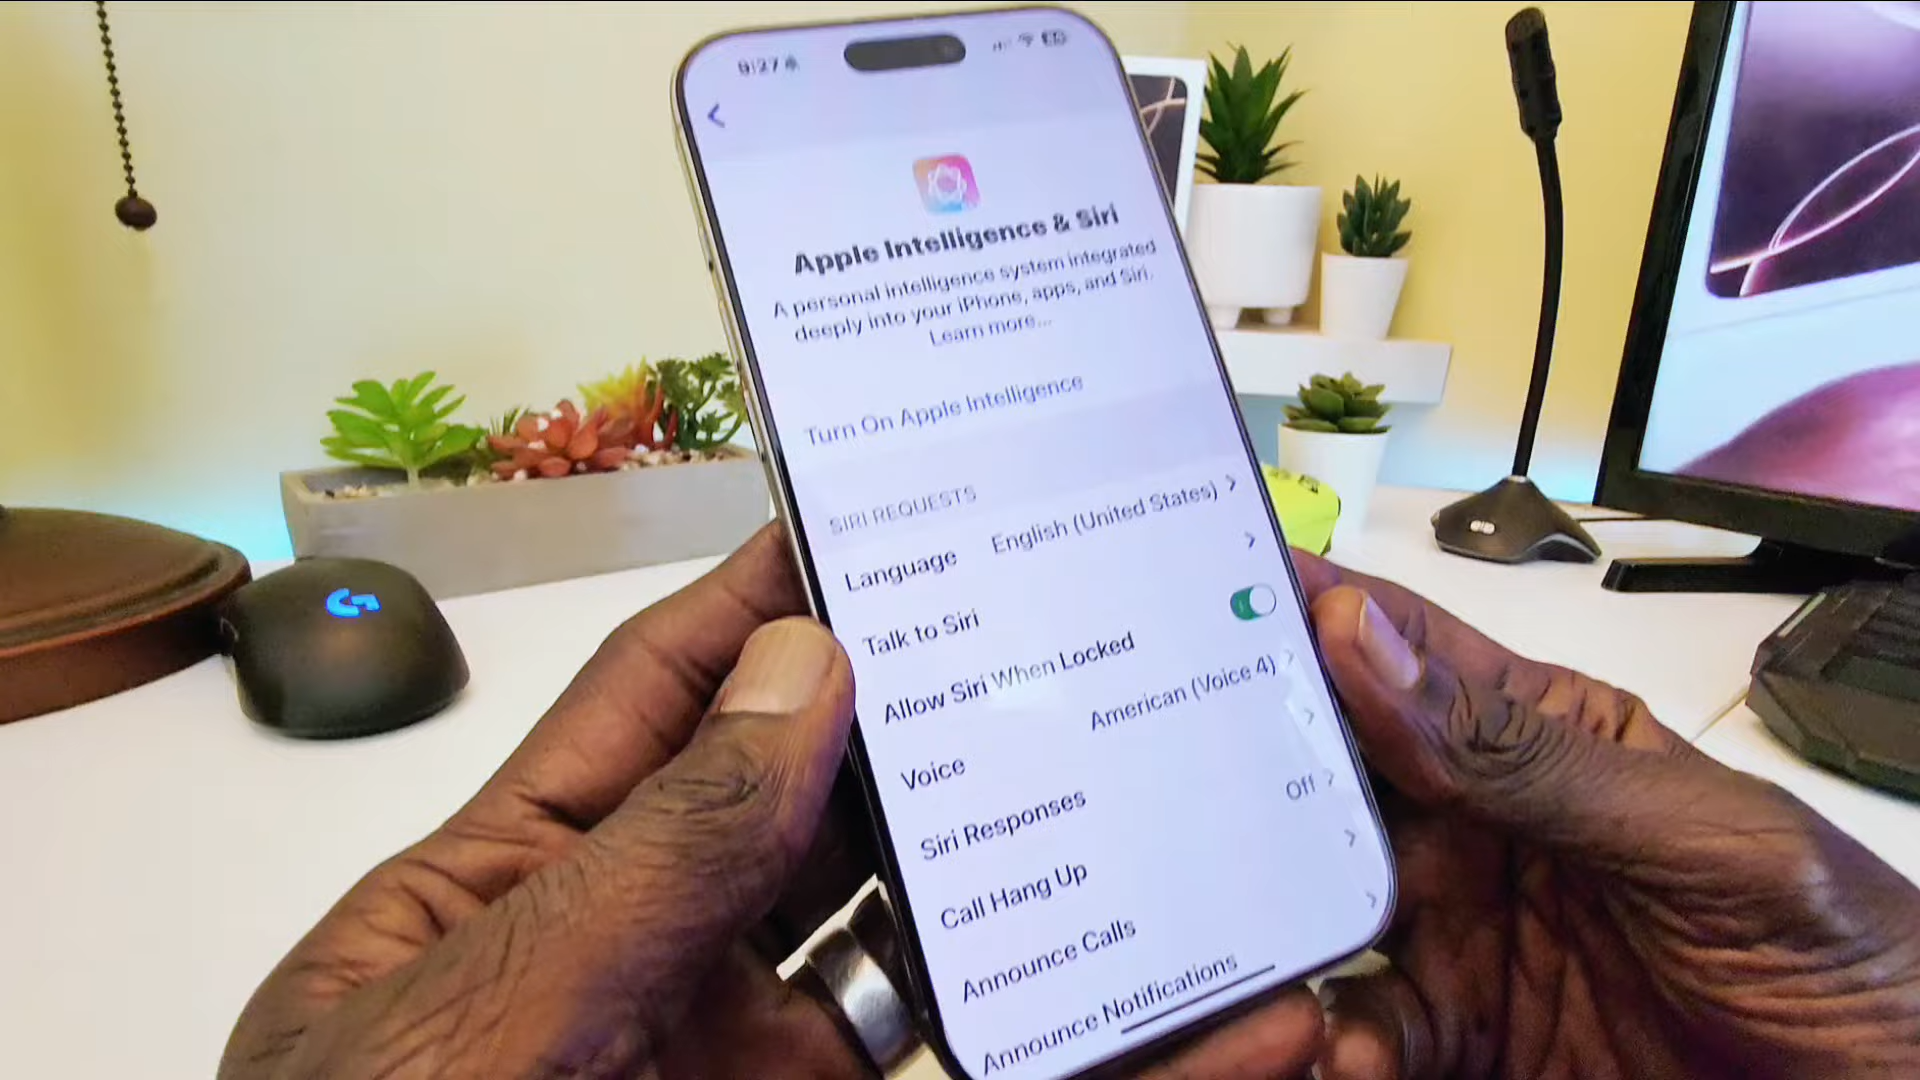 9:27
Apple Intelligence & Siri
A personal intelligence system integrated
deeply into your iPhone, apps, and Siri.
Learn more...
Turn On Apple Intelligence
SIRI REQUESTS
Language English (United States)
Talk to Siri
Allow Siri When Locked
Voice American (Voice 4)
Siri Responses
Call Hang Up Off
Announce Calls
Announce Notifications